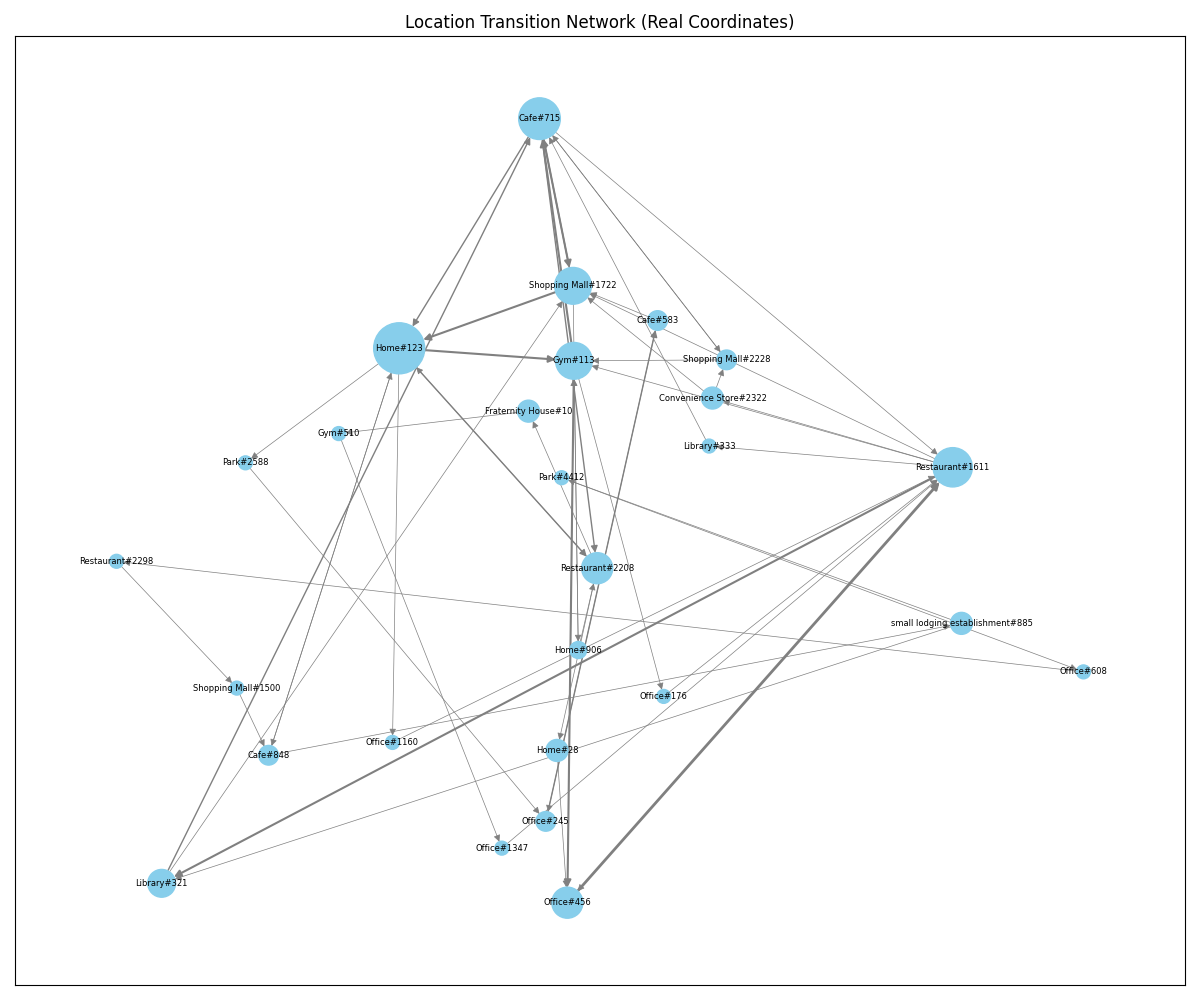 Location Transition Network (Real Coordinates)
Cafe#715
Shopping Mall#1722
Cafe#583
Home#123
Gym#113
Shopping Mall#2228
Convenience Store#2322
Fraternity House#10
Gym#510
Library#333
Park#2588
Restaurant#1611
Park#4412
Restaurant#2298
Restaurant#2208
small lodging establishment#885
Home#906
Office#608
Shopping Mall#1500
Office#176
Office#1160
Home#28
Cafe#848
Office#245
Office#1347
Library#321
Office#456